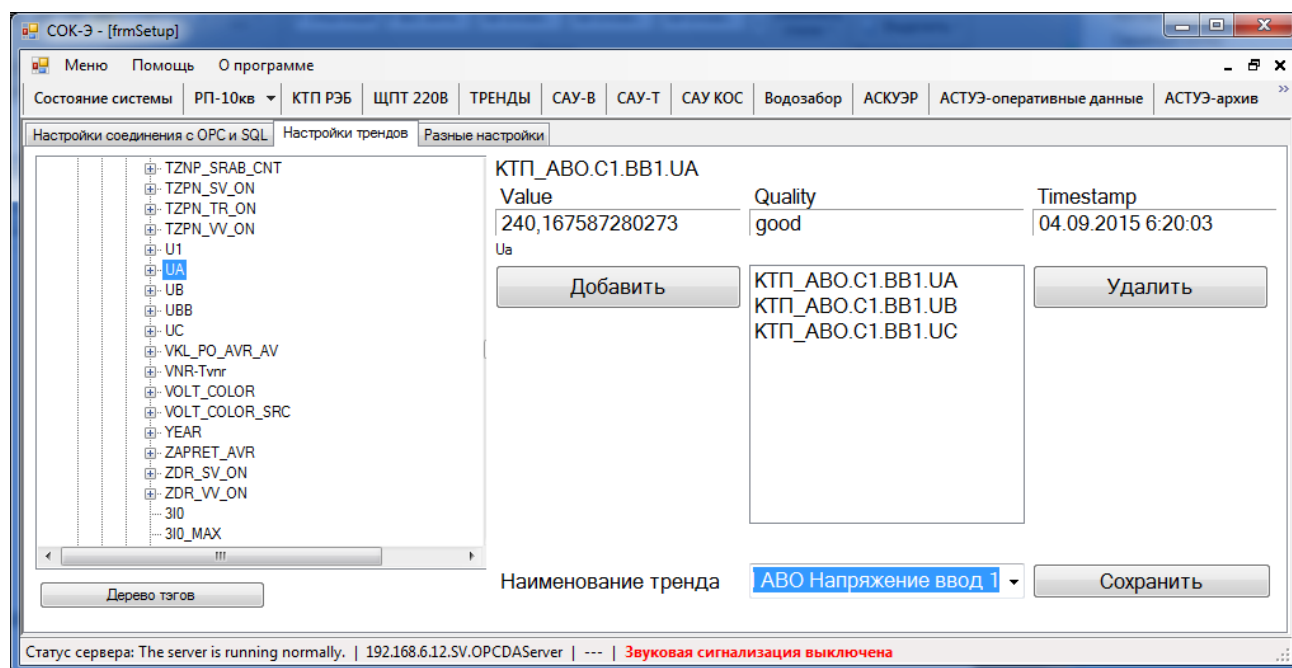 СОК-Э - [frmSetup]
Меню Помощь О программе
Состояние системы РП-10кв КТП РЭБ ЩПТ 220В ТРЕНДЫ САУ-В САУ-Т САУ КОС Водозабор АСКУЭР АСТУЭ-оперативные данные АСТУЭ-архив
Настройки соединения с OPC и SQL Настройки трендов Разные настройки
TZNP_SRAB_CNT
TZPN_SV_ON
TZPN_TR_ON
TZPN_VV_ON
U1
UA
UB
UBB
UC
VKL_PO_AVR_AV
VNR-Tvnr
VOLT_COLOR
VOLT_COLOR_SRC
YEAR
ZAPRET_AVR
ZDR_SV_ON
ZDR_VV_ON
3I0
3I0_MAX
Дерево тэгов
КТП_АВО.С1.ВВ1.UA
Value Quality Timestamp
240,167587280273 good 04.09.2015 6:20:03
Ua
Добавить
КТП_АВО.С1.ВВ1.UA
КТП_АВО.С1.ВВ1.UB
КТП_АВО.С1.ВВ1.UC
Удалить
Наименование тренда АВО Напряжение ввод 1 Сохранить
Статус сервера: The server is running normally. | 192.168.6.12.SV.OPCDAServer | --- | Звуковая сигнализация выключена